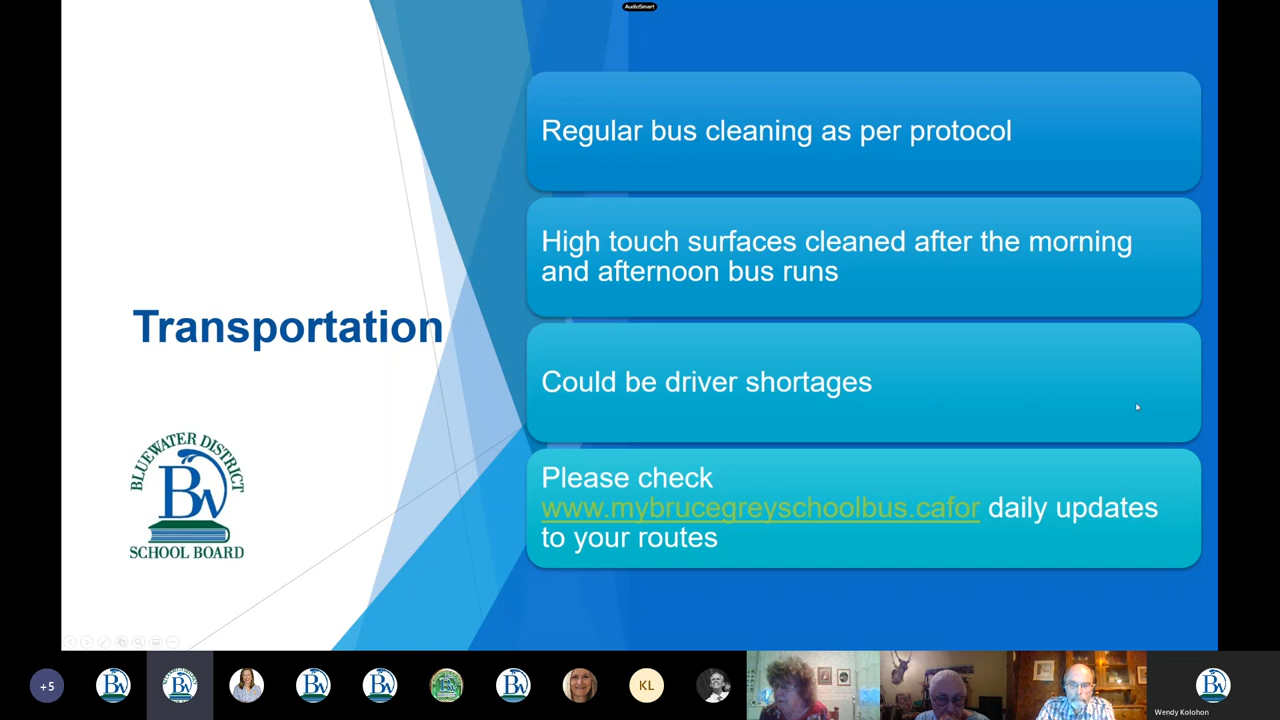 AudioSmart
Regular bus cleaning as per protocol
High touch surfaces cleaned after the morning
and afternoon bus runs
Transportation
Could be driver shortages
Please check
www.mybrucegreyschoolbus.cafor daily updates
to your routes
BLUEWATER DISTRICT
BW
SCHOOL BOARD
+5
KL
Wendy Kolohon